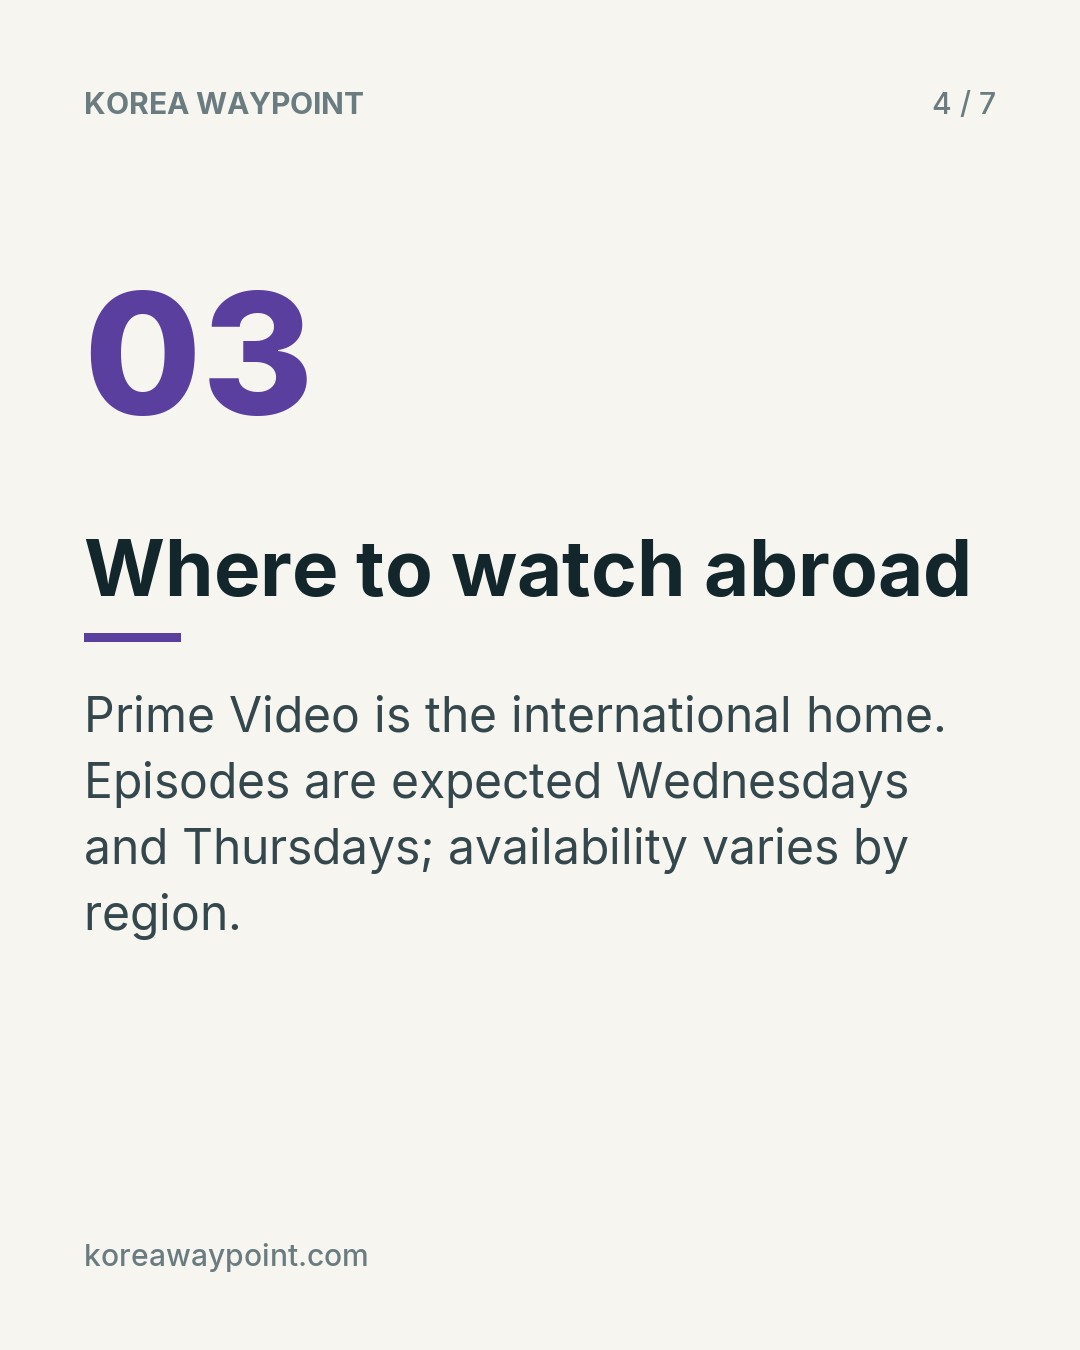 KOREA WAYPOINT
4 / 7
03
Where to watch abroad
Prime Video is the international home.
Episodes are expected Wednesdays
and Thursdays; availability varies by
region.
koreawaypoint.com